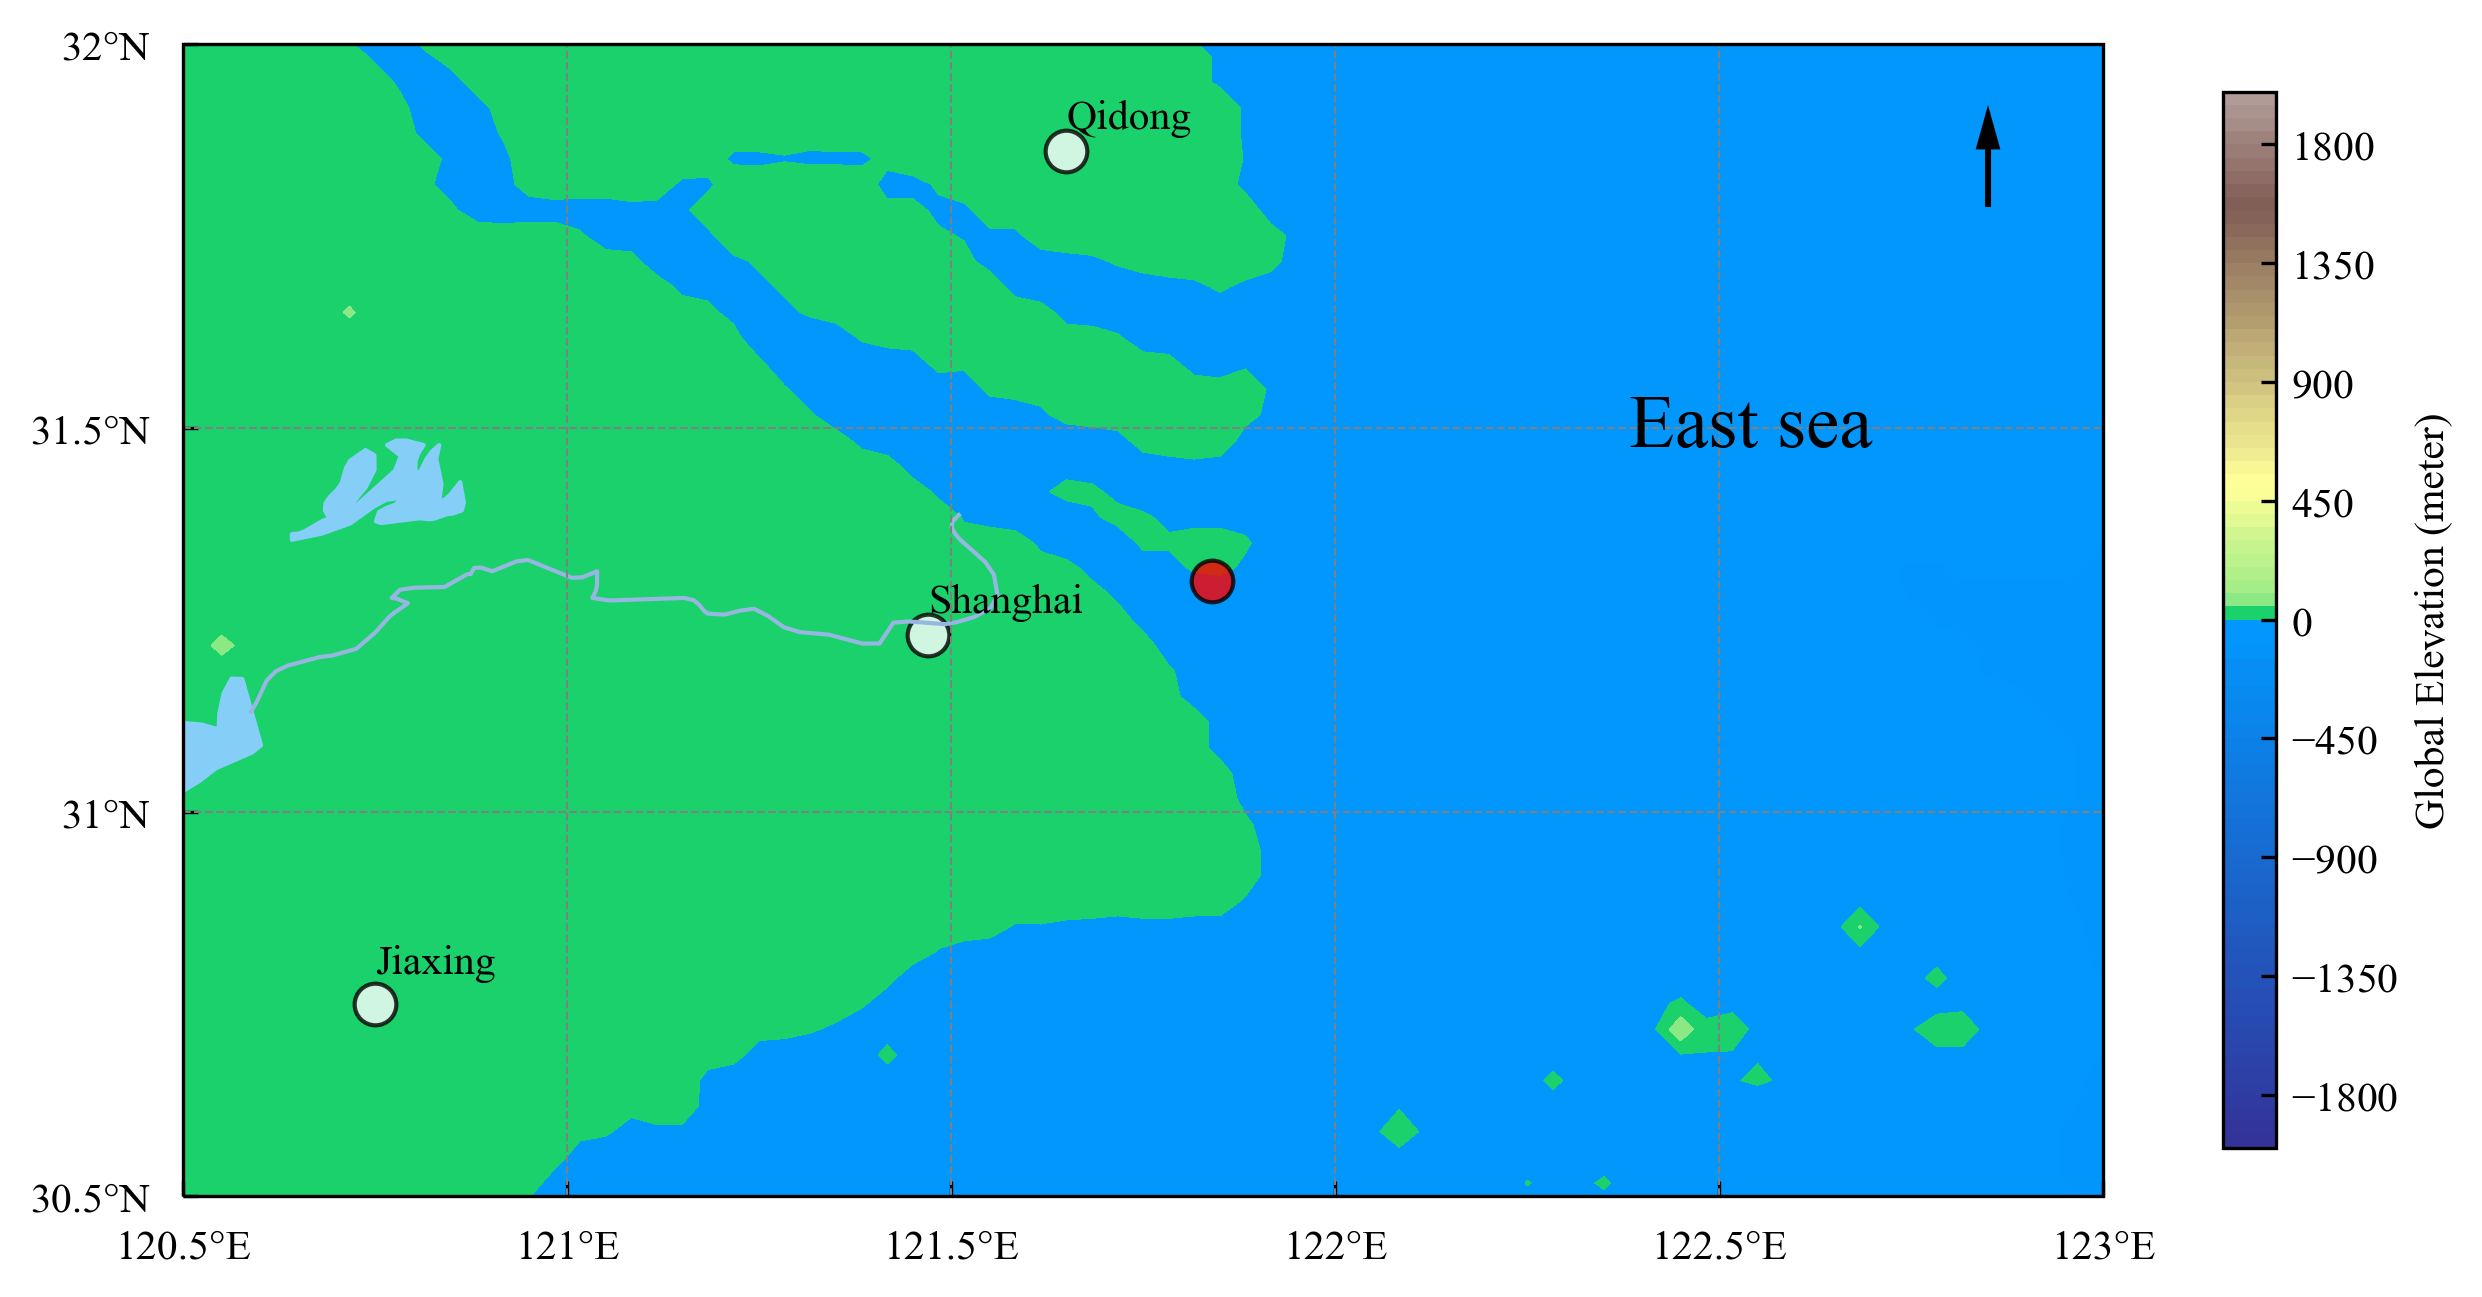 32°N
31.5°N
31°N
30.5°N
120.5°E
121°E
121.5°E
122°E
122.5°E
123°E
Qidong
East sea
Shanghai
Jiaxing
1800
1350
900
450
0
−450
−900
−1350
−1800
Global Elevation (meter)